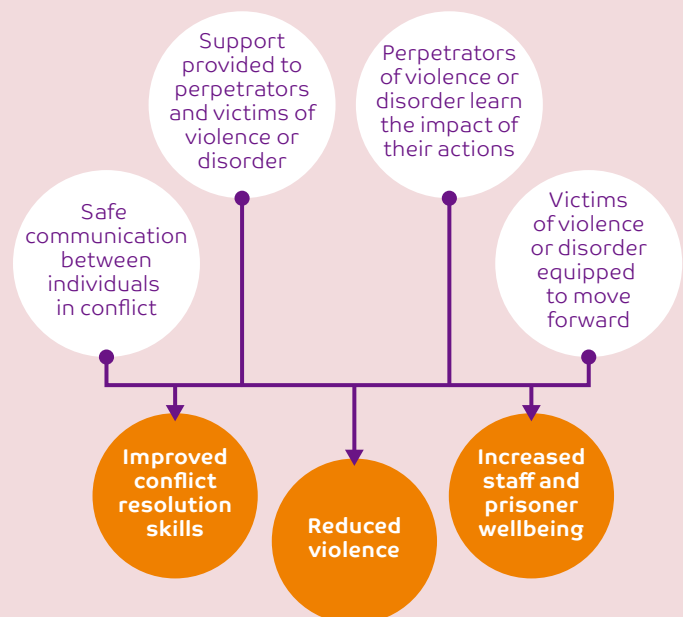 Support
provided to
perpetrators
and victims of
violence or
disorder
Perpetrators
of violence or
disorder learn
the impact of
their actions
Safe
communication
between
individuals
in conflict
Victims
of violence
or disorder
equipped
to move
forward
Improved
conflict
resolution
skills
Reduced
violence
Increased
staff and
prisoner
wellbeing